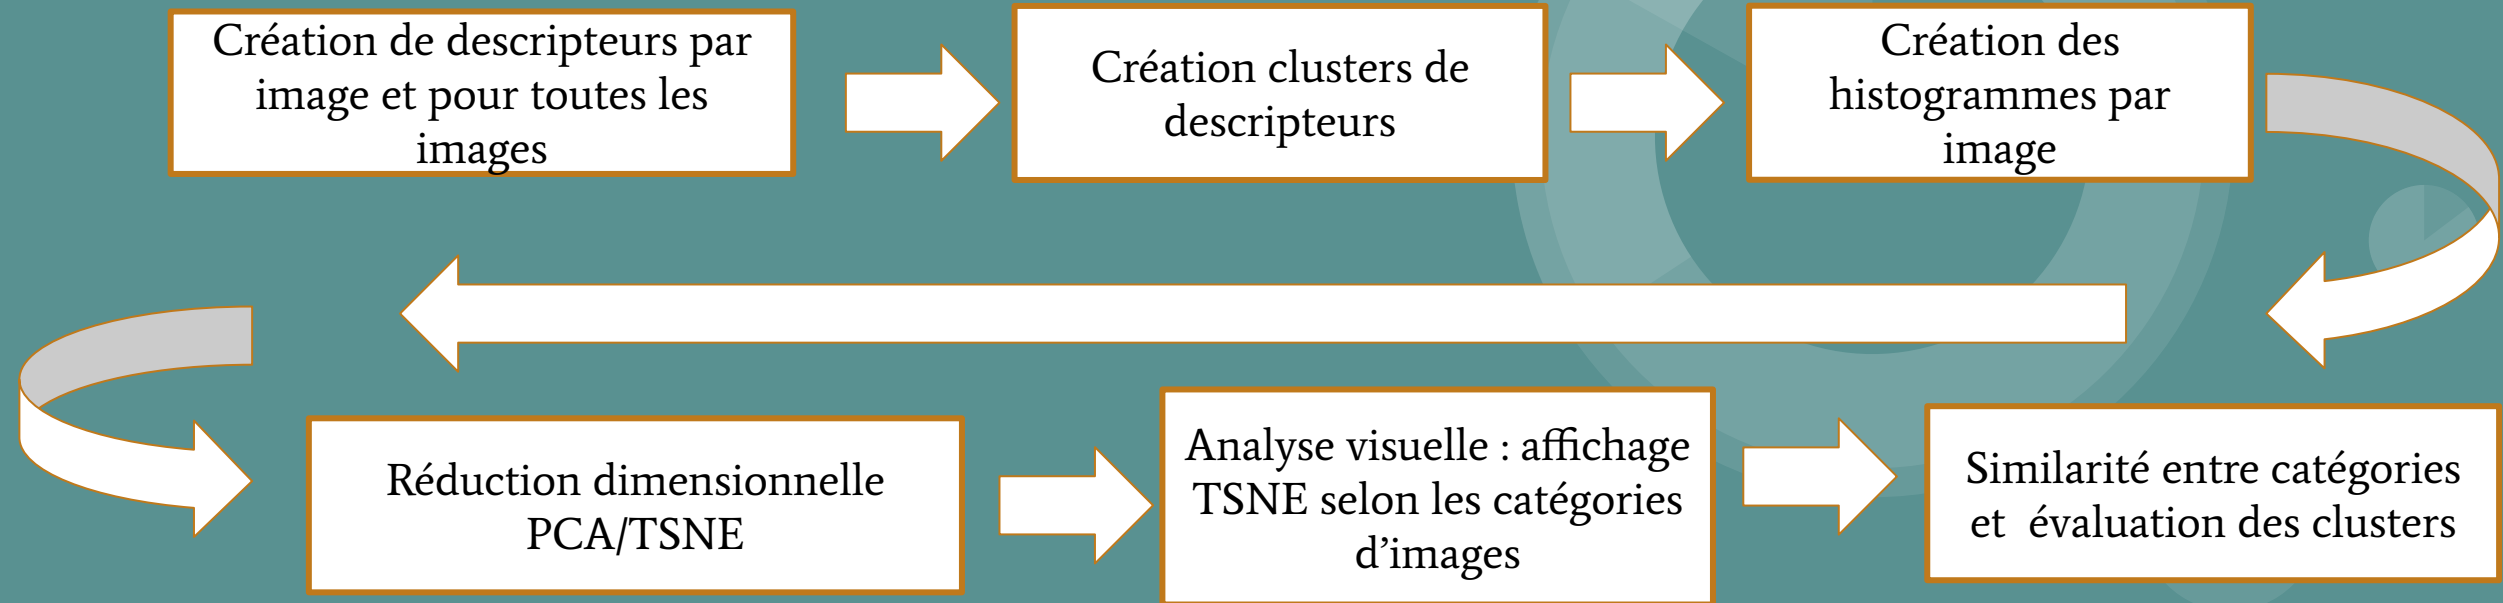 Création de descripteurs par
image et pour toutes les
images
Création clusters de
descripteurs
Création des
histogrammes par
image
Réduction dimensionnelle
PCA/TSNE
Analyse visuelle : affichage
TSNE selon les catégories
d’images
Similarité entre catégories
et  évaluation des clusters